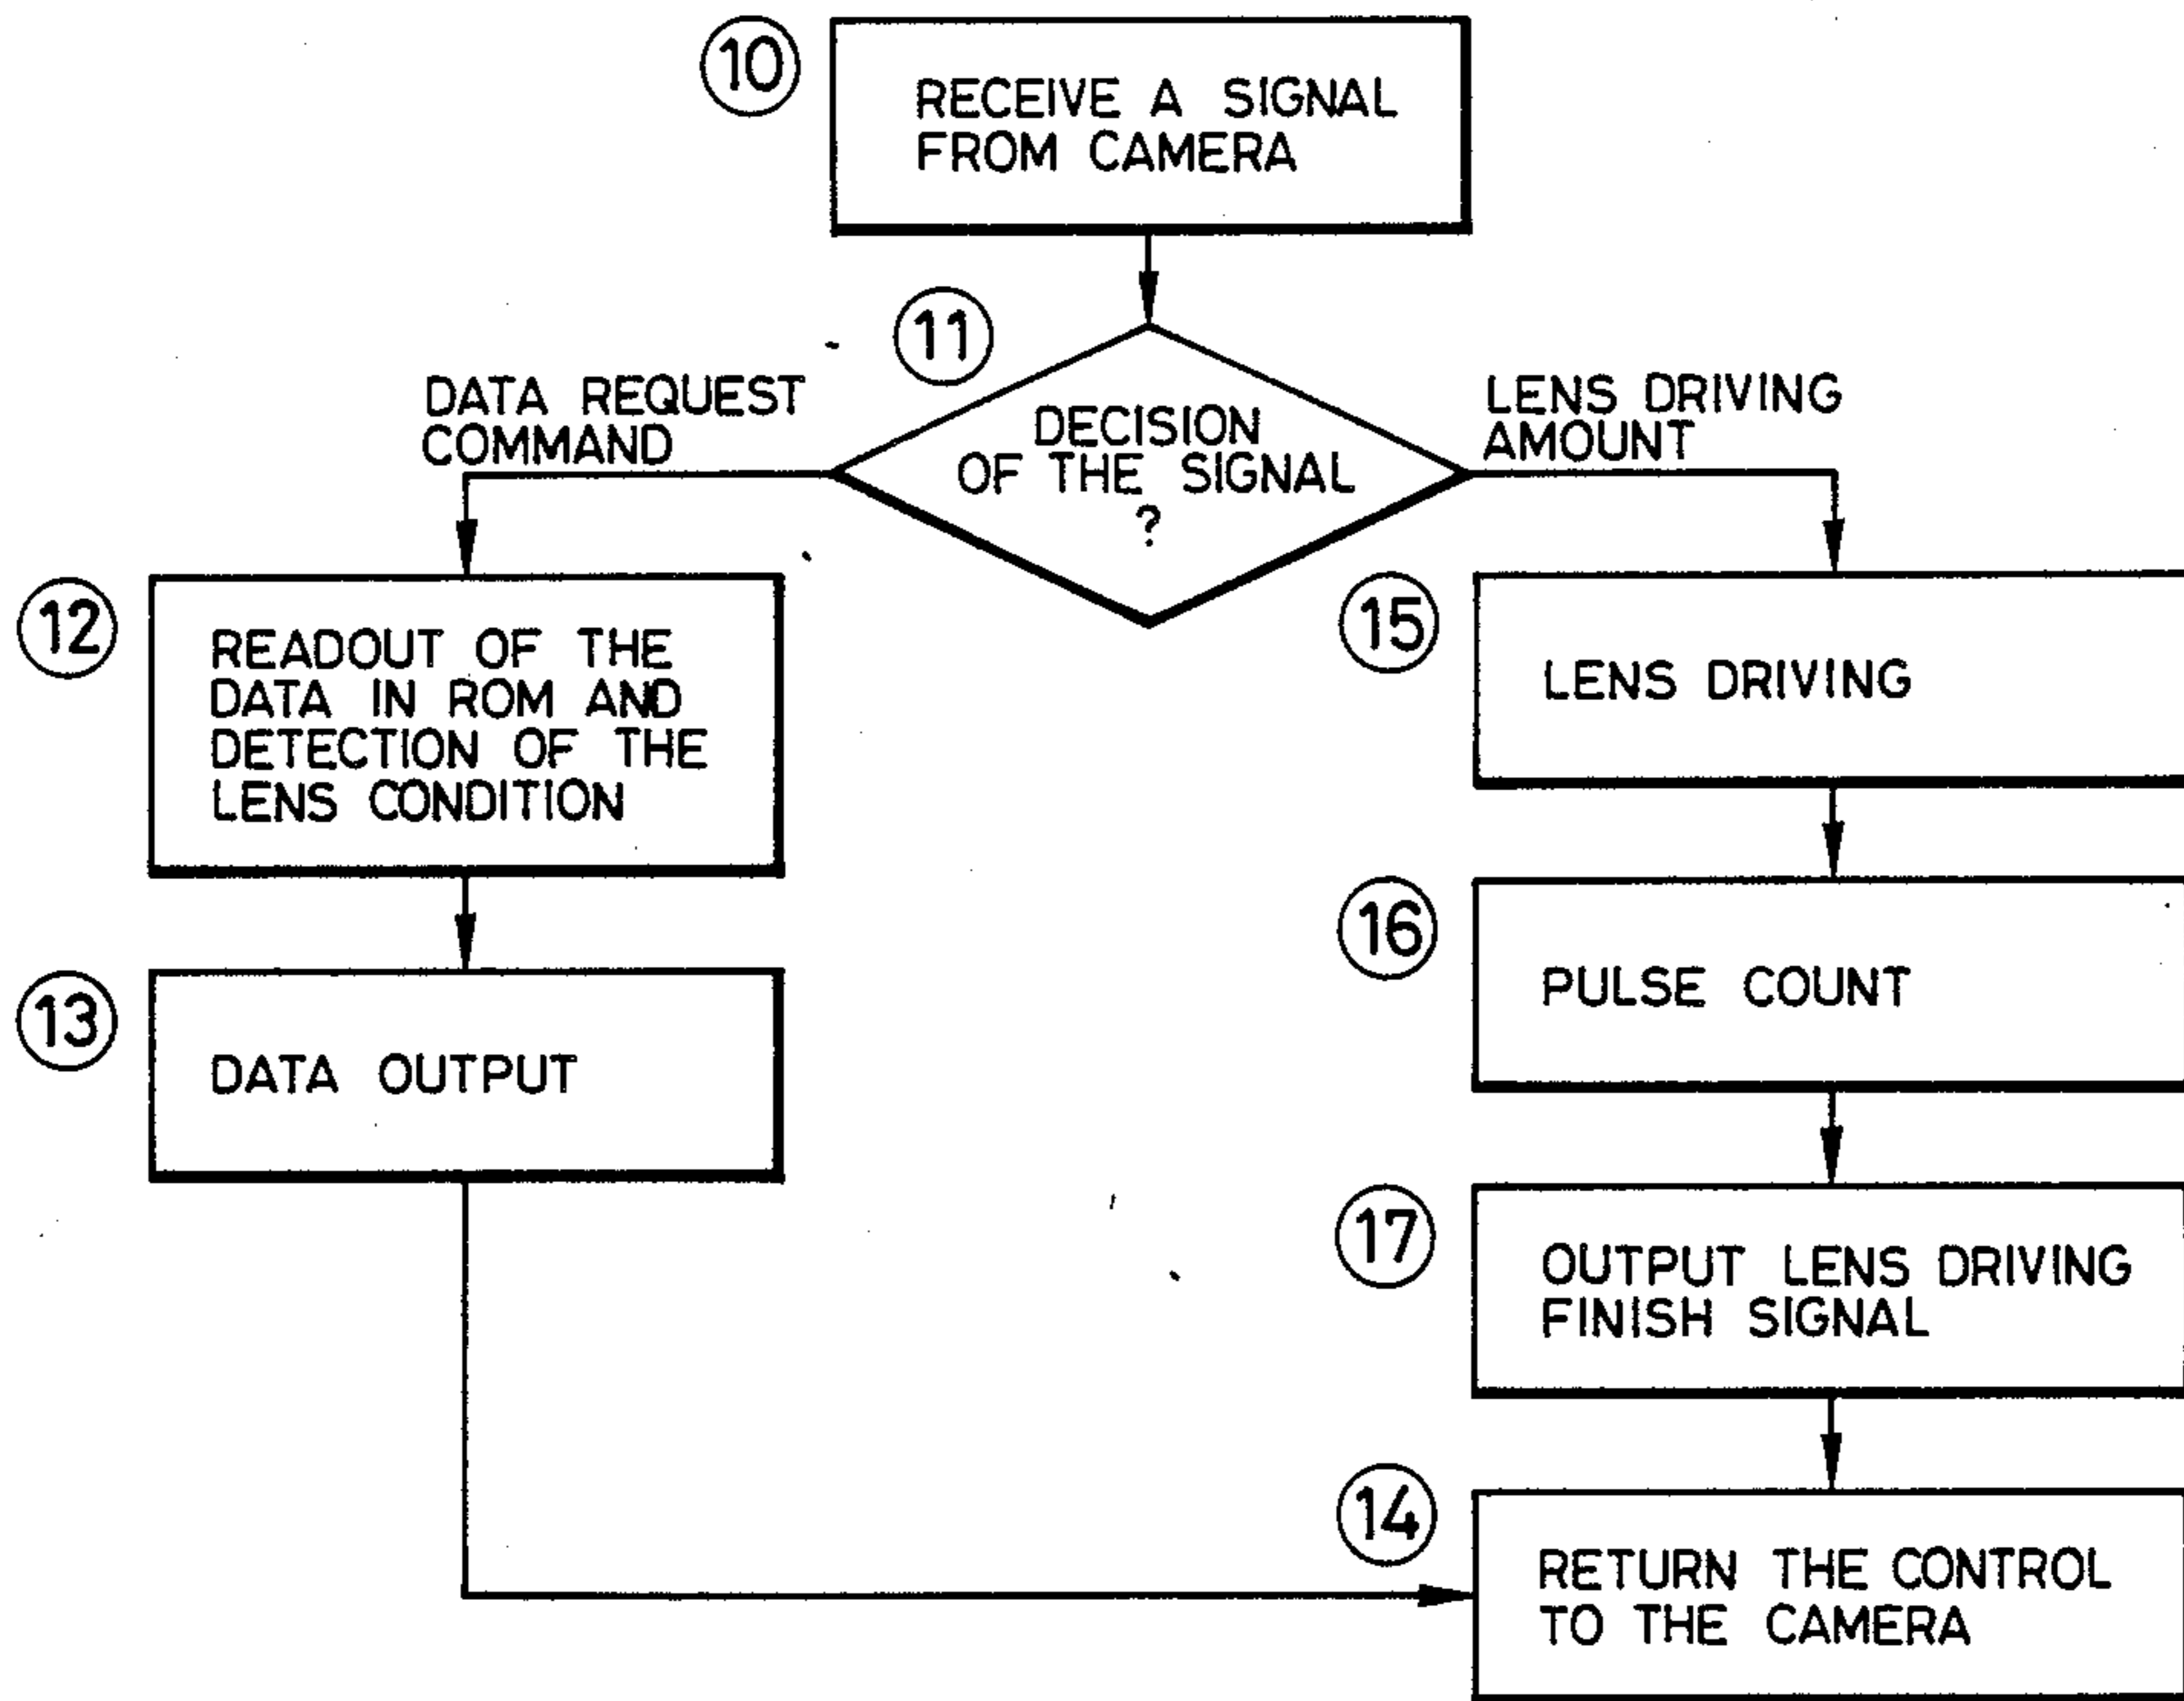 10
RECEIVE A SIGNAL
FROM CAMERA
11
DECISION
OF THE SIGNAL
?
DATA REQUEST
COMMAND
LENS DRIVING
AMOUNT
12
READOUT OF THE
DATA IN ROM AND
DETECTION OF THE
LENS CONDITION
13
DATA OUTPUT
15
LENS DRIVING
16
PULSE COUNT
17
OUTPUT LENS DRIVING
FINISH SIGNAL
14
RETURN THE CONTROL
TO THE CAMERA